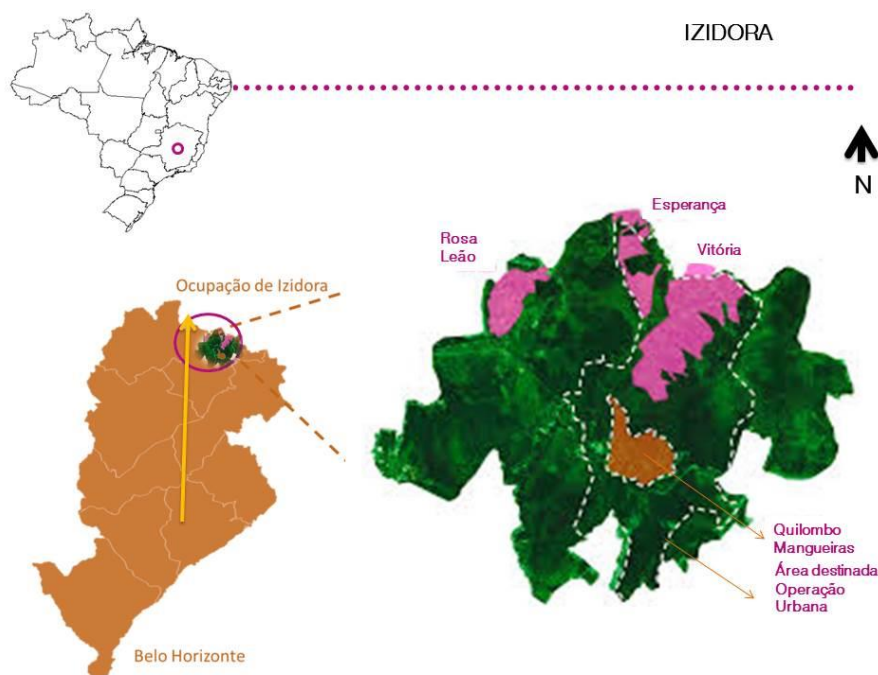 IZIDORA
N
Esperança
Rosa
Leão
Vitória
Ocupação de Izidora
Quilombo
Mangueiras
Área destinada
Operação
Urbana
Belo Horizonte